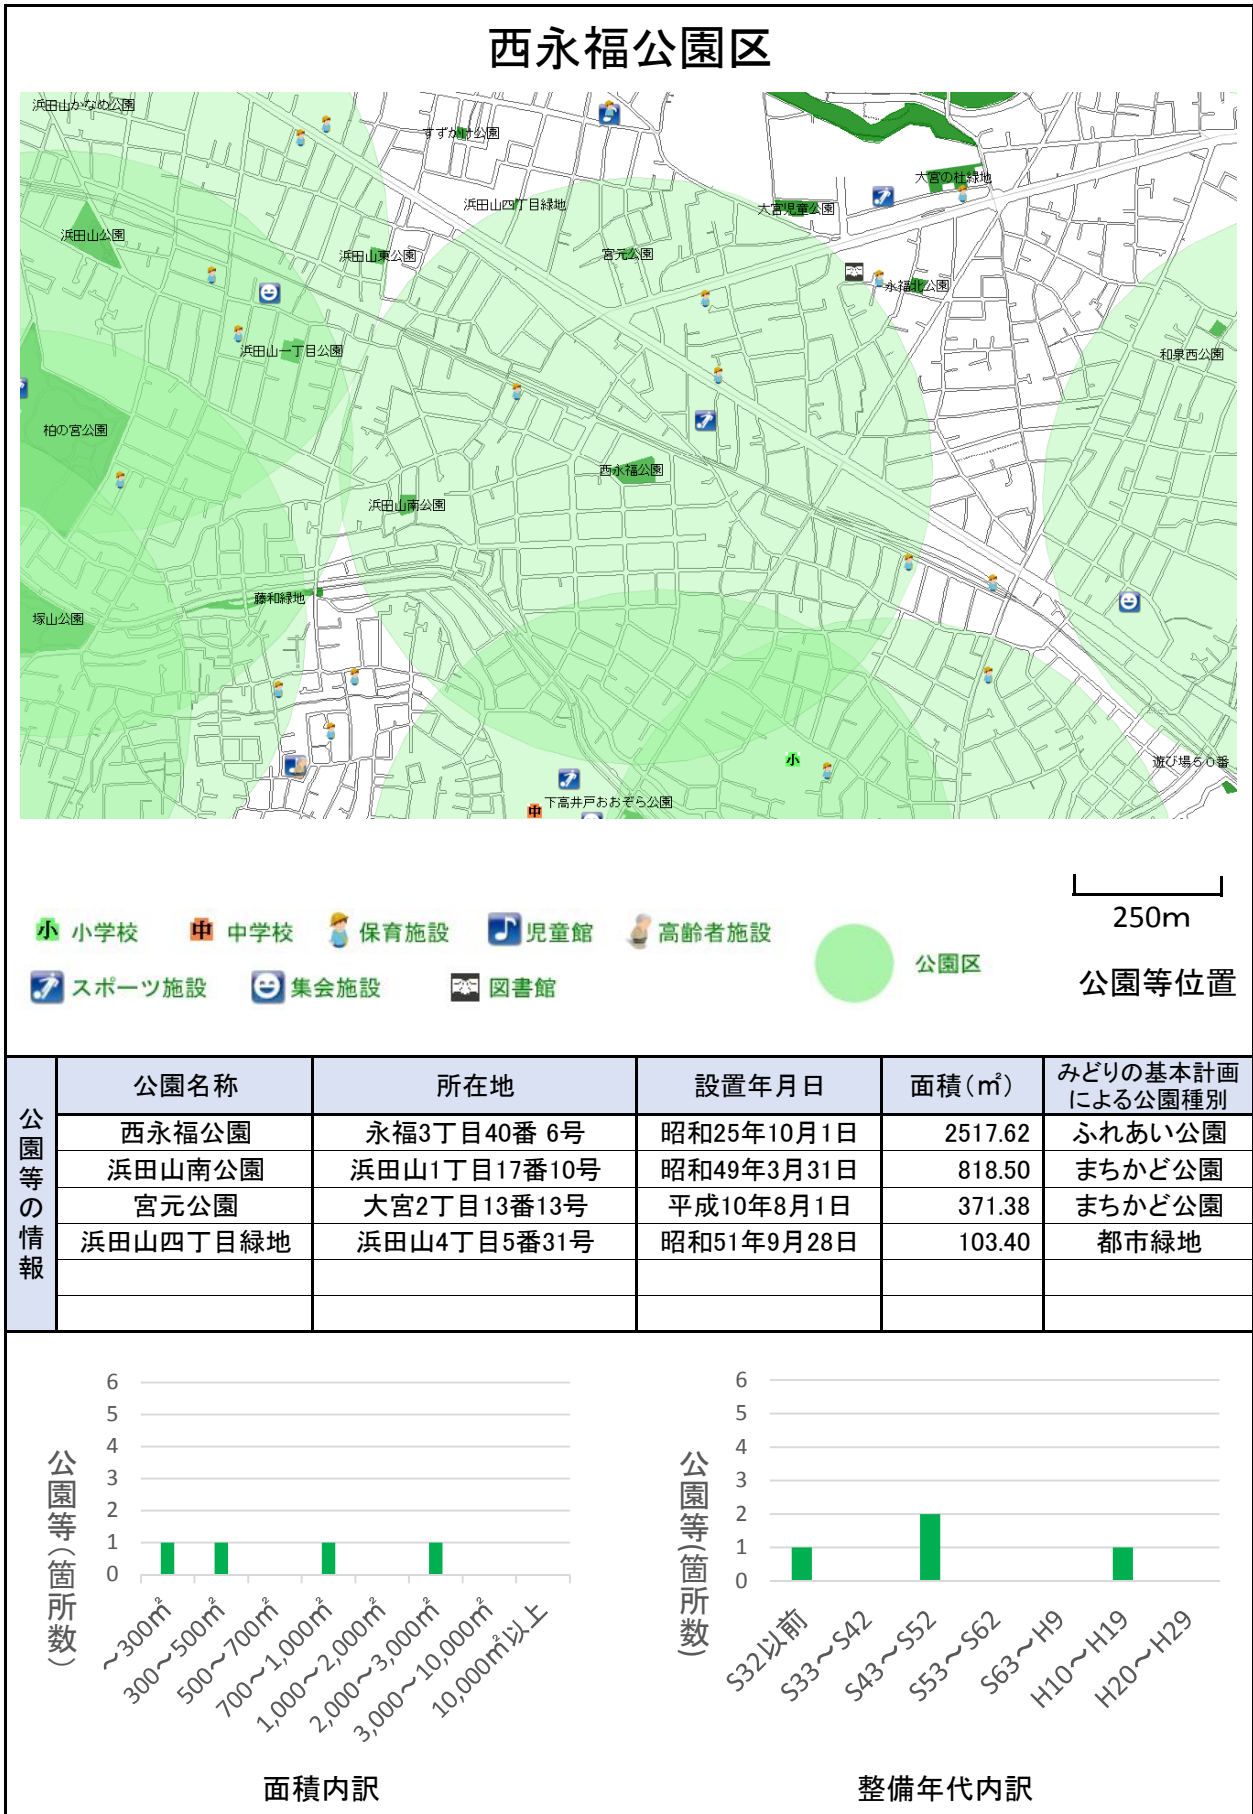 西永福公園区
浜田山かなめ公園
すずかけ公園
大宮の杜緑地
浜田山四丁目緑地
大宮児童公園
浜田山公園
浜田山東公園
宮元公園
永福北公園
浜田山一丁目公園
和泉西公園
柏の宮公園
西永福公園
浜田山南公園
藤和緑地
塚山公園
小
遊び場50番
下高井戸おおぞら公園
中
250m
小 小学校 中 中学校 保育施設 児童館 高齢者施設
公園区
スポーツ施設 集会施設 図書館
公園等位置
公園等の情報
公園名称 所在地 設置年月日 面積(㎡) みどりの基本計画による公園種別
西永福公園 永福3丁目40番 6号 昭和25年10月1日 2517.62 ふれあい公園
浜田山南公園 浜田山1丁目17番10号 昭和49年3月31日 818.50 まちかど公園
宮元公園 大宮2丁目13番13号 平成10年8月1日 371.38 まちかど公園
浜田山四丁目緑地 浜田山4丁目5番31号 昭和51年9月28日 103.40 都市緑地
公園等(箇所数)
6
5
4
3
2
1
0
～300㎡
300～500㎡
500～700㎡
700～1,000㎡
1,000～2,000㎡
2,000～3,000㎡
3,000～10,000㎡
10,000㎡以上
面積内訳
公園等(箇所数)
6
5
4
3
2
1
0
S32以前
S33～S42
S43～S52
S53～S62
S63～H9
H10～H19
H20～H29
整備年代内訳